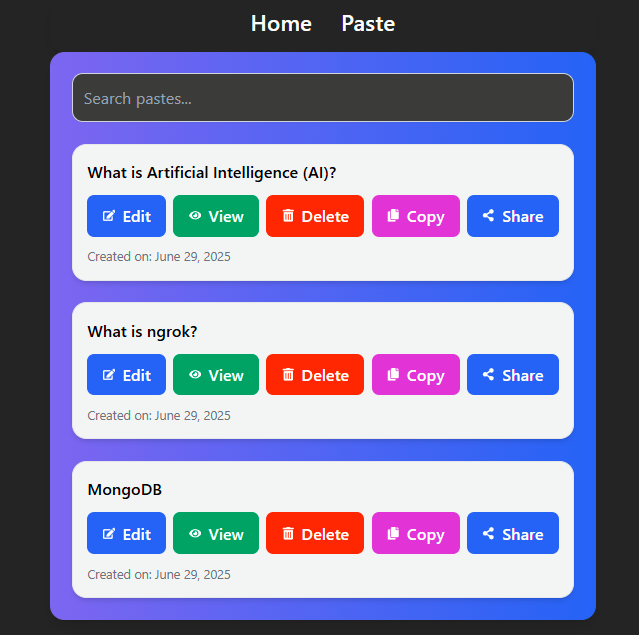 Home Paste
Search pastes...
What is Artificial Intelligence (AI)?
Edit View Delete Copy Share
Created on: June 29, 2025
What is ngrok?
Edit View Delete Copy Share
Created on: June 29, 2025
MongoDB
Edit View Delete Copy Share
Created on: June 29, 2025